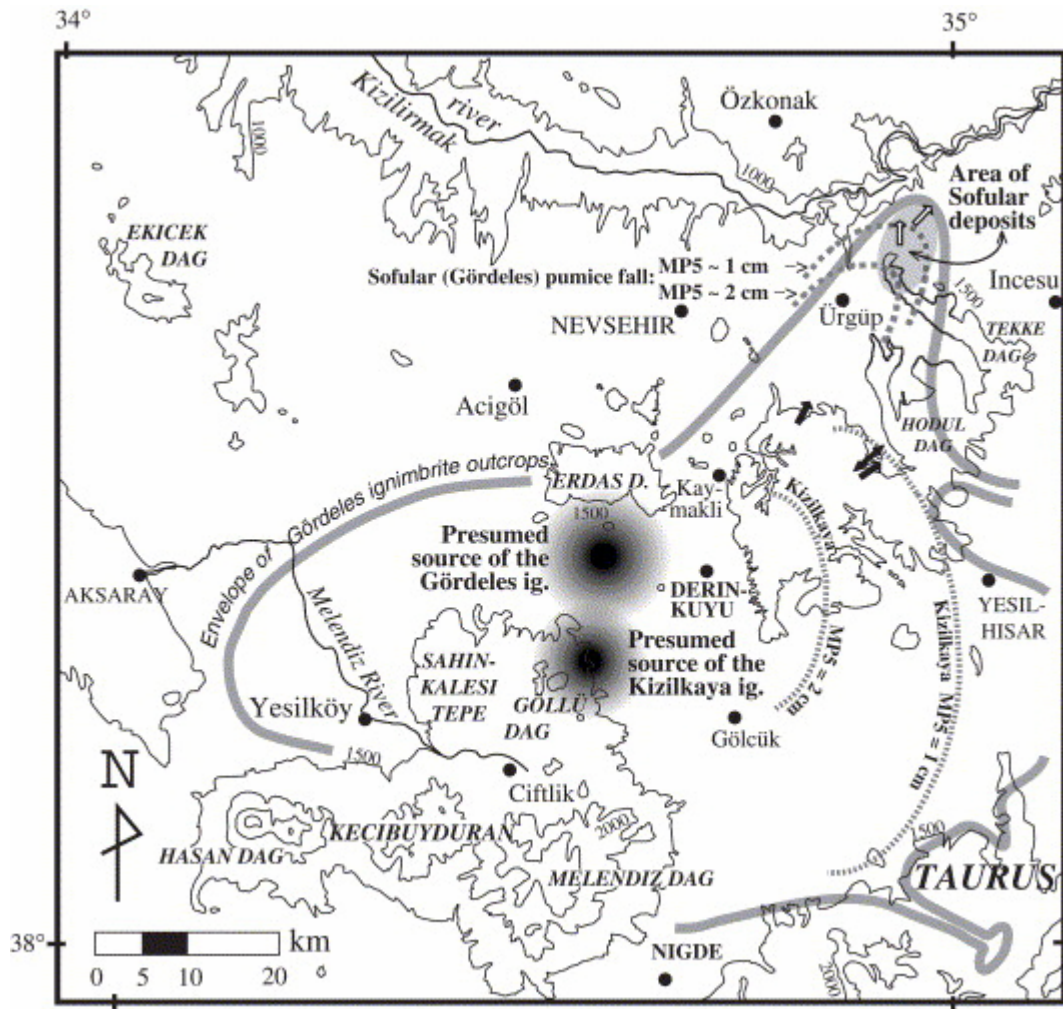 34°
35°
Kizilirmak
river
Özkonak
1000
1000
Area of
Sofular
deposits
EKICEK
DAG
Sofular (Gördeles) pumice fall:
MP5 ~ 1 cm
MP5 ~ 2 cm
1500
Incesu
Ürgüp
NEVSEHIR
TEKKE
DAG
Acigöl
HODUL
DAG
Envelope of Gördeles ignimbrite outcrops
ERDAS D.
Kay-
makli
1500
Presumed
source of the
Gördeles ig.
Kizilkaya
MP5 = 2 cm
Kizilkaya MP5 = 1 cm
AKSARAY
DERIN-
KUYU
YESIL-
HISAR
Melendiz River
SAHIN-
KALESI
TEPE
Presumed
source of the
Kizilkaya ig.
GÖLLÜ
DAG
Yesilköy
Gölcük
1500
N
Ciftlik
HASAN DAG
KECIBUYDURAN
2000
MELENDIZ DAG
1500
TAURUS
38°
km
0 5 10 20
NIGDE
2000